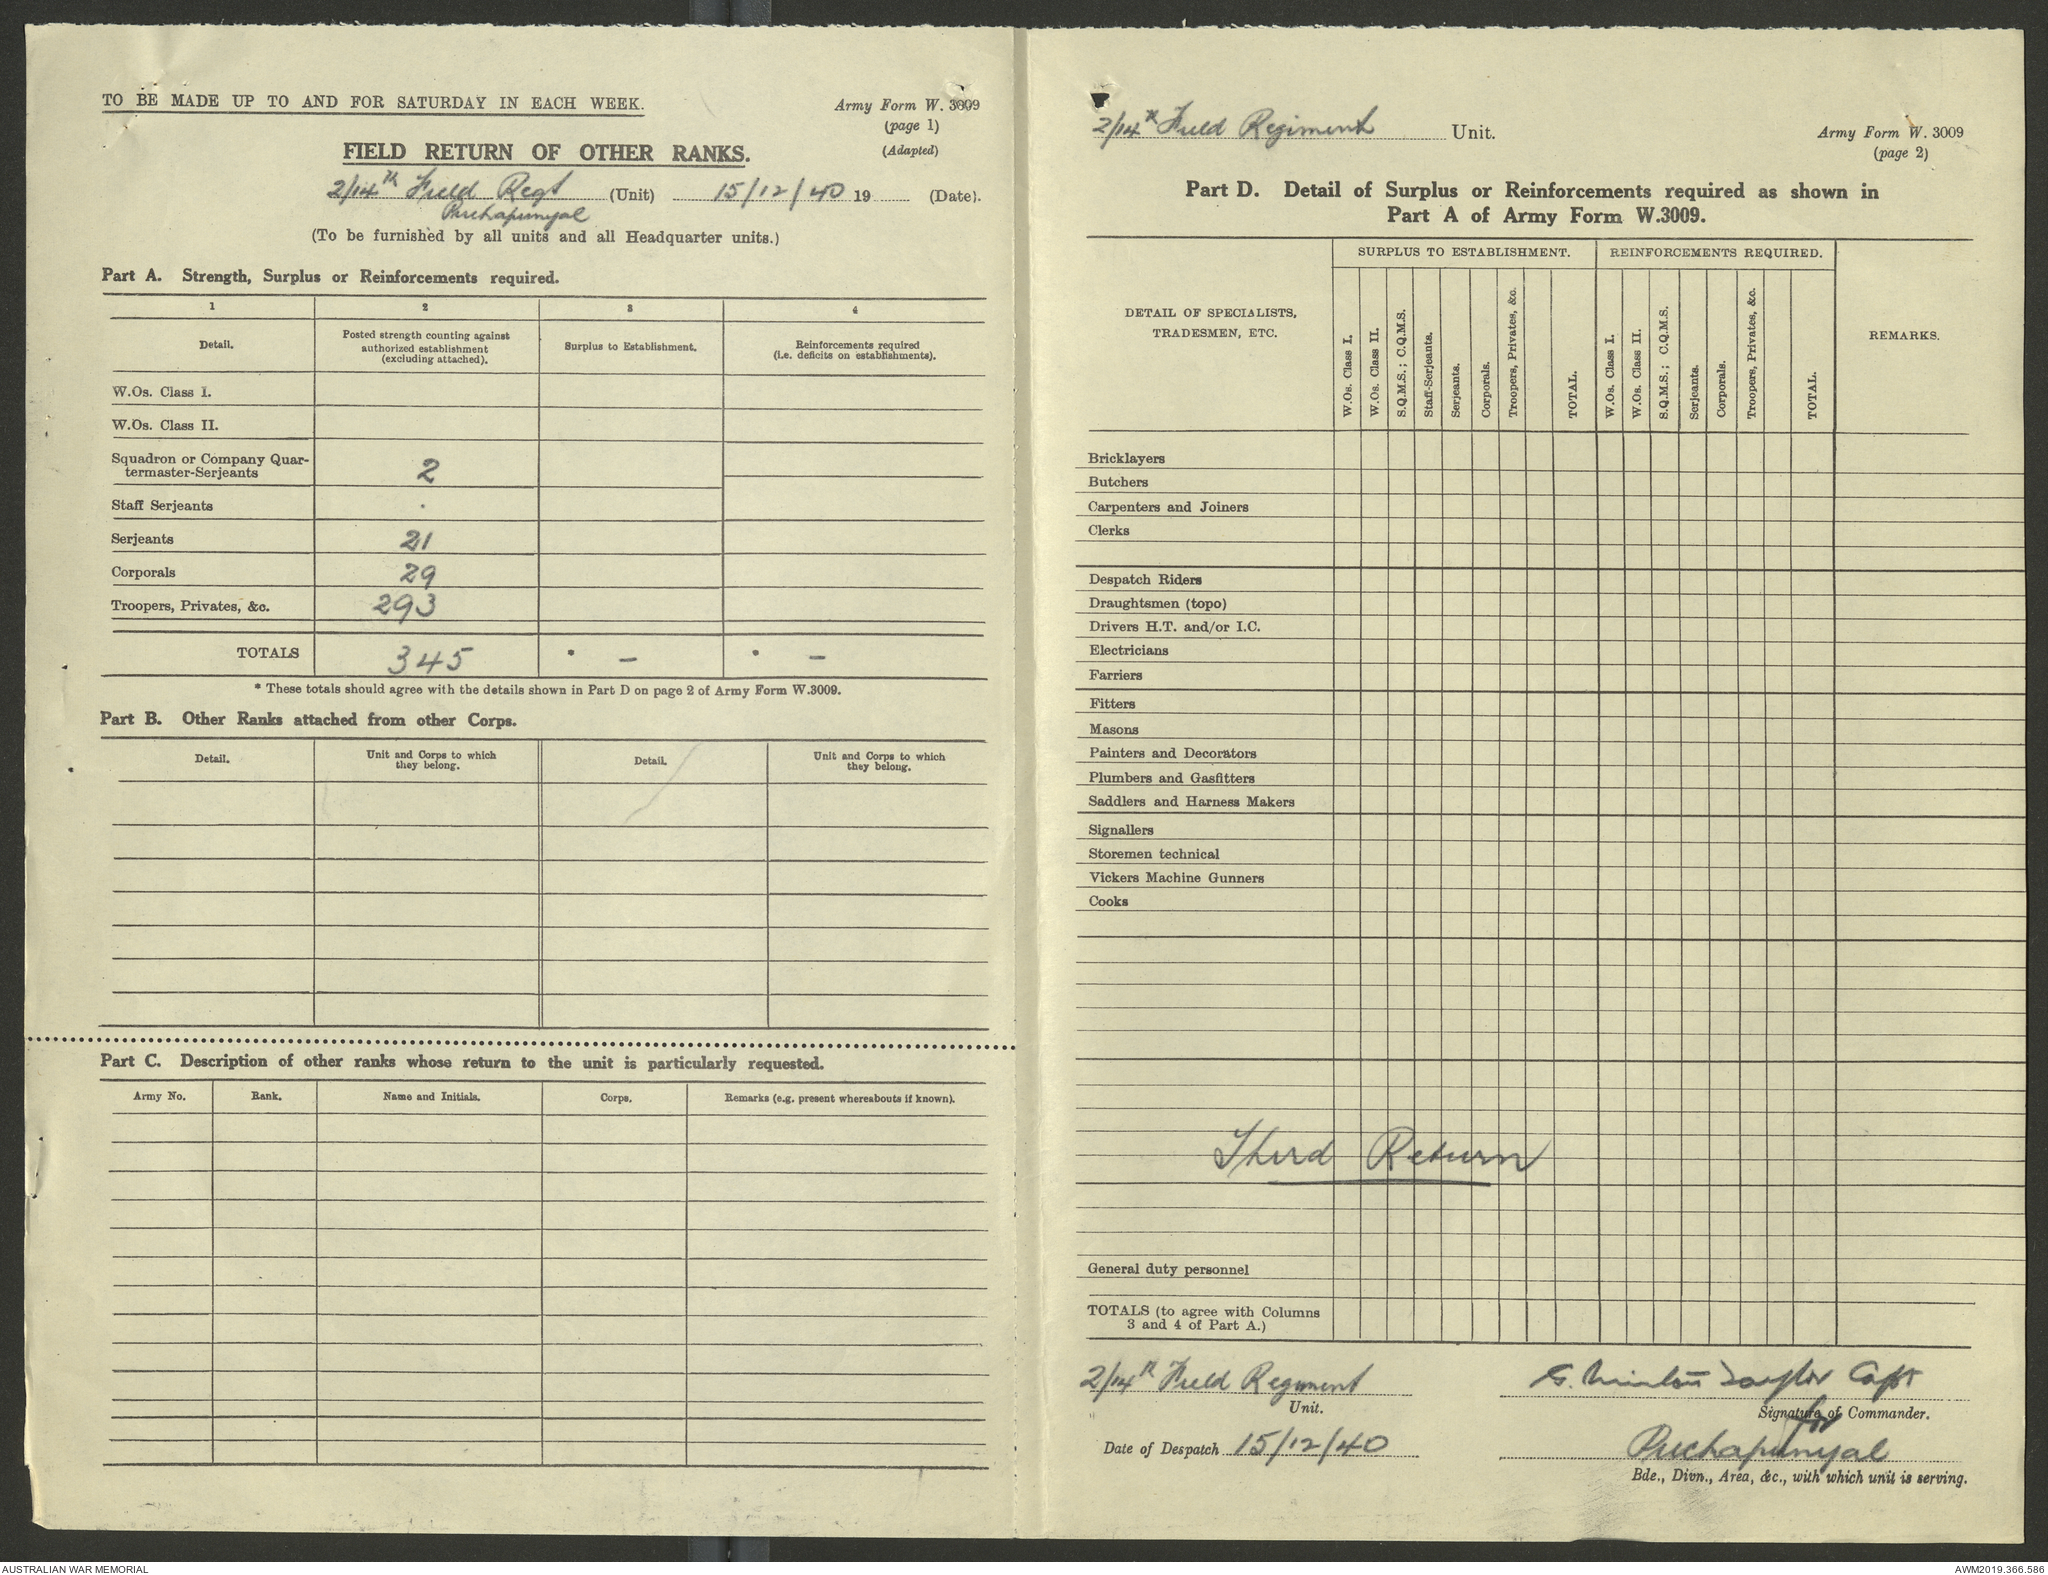 TO BE MADE UP TO AND FOR SATURDAY IN EACH WEEK.
Army Form W. 3009
(page 1)
(Adapted)
FIELD RETURN OF OTHER RANKS.
2/14th Field Regt (Unit) 15/12/40 19 (Date).
Puckapunyal
(To be furnished by all units and all Headquarter units.)
Part A. Strength, Surplus or Reinforcements required.
1 2 3 4
Detail. Posted strength counting against authorized establishment (excluding attached). Surplus to Establishment. Reinforcements required (i.e. deficits on establishments).
W.Os. Class I.
W.Os. Class II.
Squadron or Company Quar-
termaster-Serjeants 2
Staff Serjeants .
Serjeants 21
Corporals 29
Troopers, Privates, &c. 293
TOTALS 345 * – * –
* These totals should agree with the details shown in Part D on page 2 of Army Form W.3009.
Part B. Other Ranks attached from other Corps.
Detail. Unit and Corps to which they belong. Detail. Unit and Corps to which they belong.
Part C. Description of other ranks whose return to the unit is particularly requested.
Army No. Rank. Name and Initials. Corps. Remarks (e.g. present whereabouts if known).
2/14th Field Regiment Unit.
Army Form W. 3009
(page 2)
Part D. Detail of Surplus or Reinforcements required as shown in
Part A of Army Form W.3009.
DETAIL OF SPECIALISTS, TRADESMEN, ETC. SURPLUS TO ESTABLISHMENT. REINFORCEMENTS REQUIRED. REMARKS.
W.Os. Class I. W.Os. Class II. S.Q.M.S.; C.Q.M.S. Staff-Serjeants. Serjeants. Corporals. Troopers, Privates, &c. TOTAL. W.Os. Class I. W.Os. Class II. S.Q.M.S.; C.Q.M.S. Serjeants. Corporals. Troopers, Privates, &c. TOTAL.
Bricklayers
Butchers
Carpenters and Joiners
Clerks
Despatch Riders
Draughtsmen (topo)
Drivers H.T. and/or I.C.
Electricians
Farriers
Fitters
Masons
Painters and Decorators
Plumbers and Gasfitters
Saddlers and Harness Makers
Signallers
Storemen technical
Vickers Machine Gunners
Cooks
Third Return
General duty personnel
TOTALS (to agree with Columns
3 and 4 of Part A.)
2/14th Field Regiment
Unit.
Date of Despatch 15/12/40
Taylor Capt
Signature of Commander.
for
Puckapunyal
Bde., Divn., Area, &c., with which unit is serving.
AUSTRALIAN WAR MEMORIAL
AWM2019.366.586